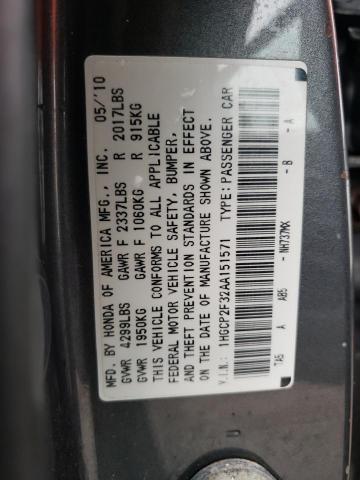 MFD. BY HONDA OF AMERICA MFG., INC. 05/'10
GVWR 4299LBS GAWR F 2337LBS R 2017LBS
GVWR 1950KG GAWR F 1060KG R 915KG
THIS VEHICLE CONFORMS TO ALL APPLICABLE
FEDERAL MOTOR VEHICLE SAFETY, BUMPER,
AND THEFT PREVENTION STANDARDS IN EFFECT
ON THE DATE OF MANUFACTURE SHOWN ABOVE.
V.I.N.: 1HGCP2F32AA151571 TYPE: PASSENGER CAR
TA5 A AB5 - NH737MX - B - A